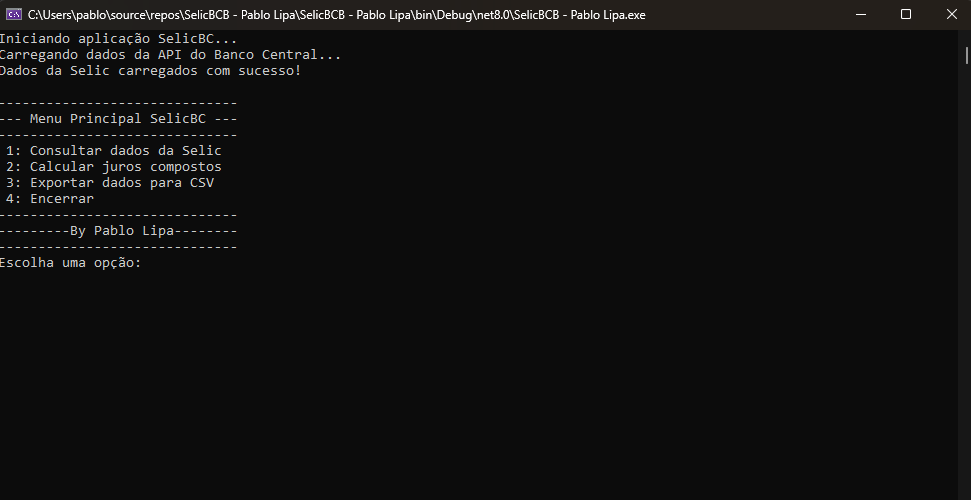 C:\Users\pablo\source\repos\SelicBCB - Pablo Lipa\SelicBCB - Pablo Lipa\bin\Debug\net8.0\SelicBCB - Pablo Lipa.exe
Iniciando aplicação SelicBC...
Carregando dados da API do Banco Central...
Dados da Selic carregados com sucesso!
------------------------------
--- Menu Principal SelicBC ---
------------------------------
1: Consultar dados da Selic
2: Calcular juros compostos
3: Exportar dados para CSV
4: Encerrar
------------------------------
---------By Pablo Lipa--------
------------------------------
Escolha uma opção: